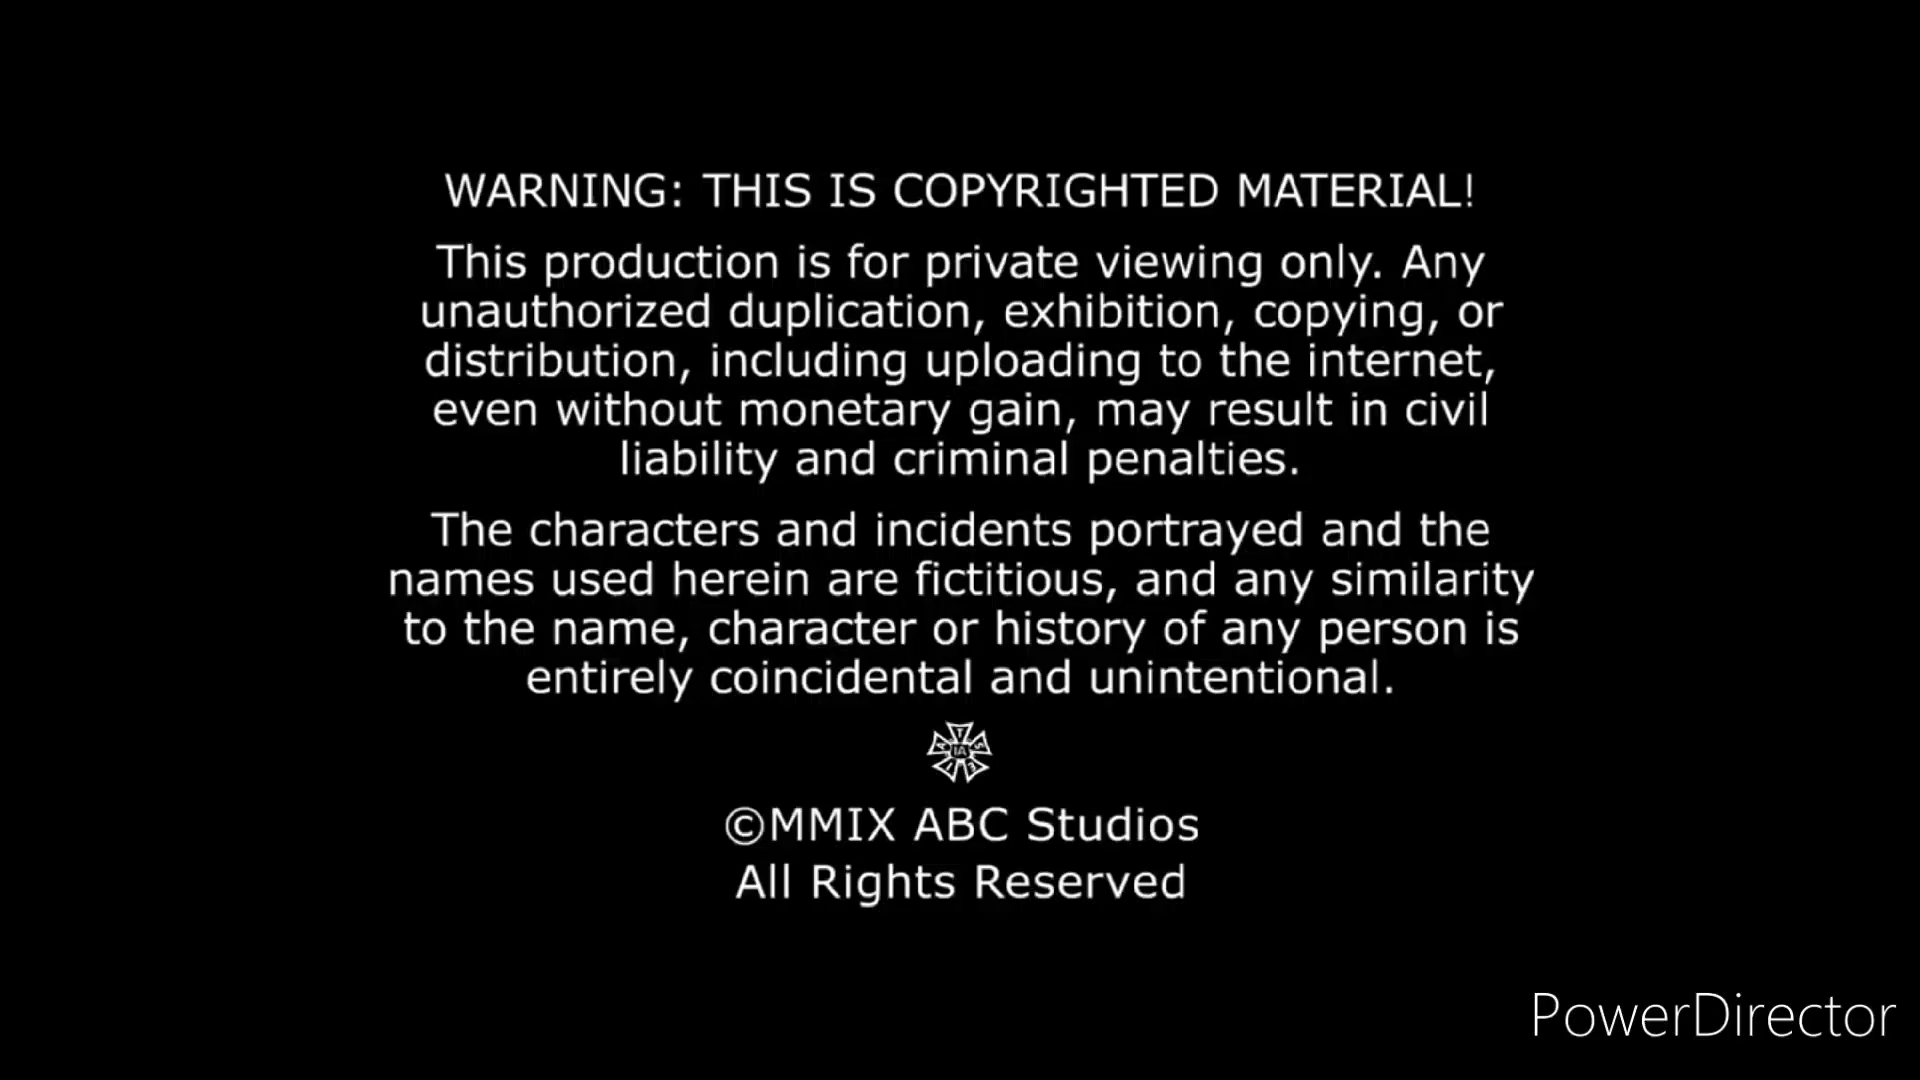 WARNING: THIS IS COPYRIGHTED MATERIAL!
This production is for private viewing only. Any
unauthorized duplication, exhibition, copying, or
distribution, including uploading to the internet,
even without monetary gain, may result in civil
liability and criminal penalties.
The characters and incidents portrayed and the
names used herein are fictitious, and any similarity
to the name, character or history of any person is
entirely coincidental and unintentional.
I A T S E
IA
©MMIX ABC Studios
All Rights Reserved
PowerDirector